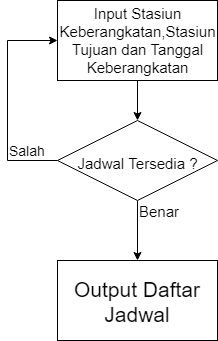 Input Stasiun
Keberangkatan,Stasiun
Tujuan dan Tanggal
Keberangkatan
Jadwal Tersedia ?
Salah
Benar
Output Daftar
Jadwal